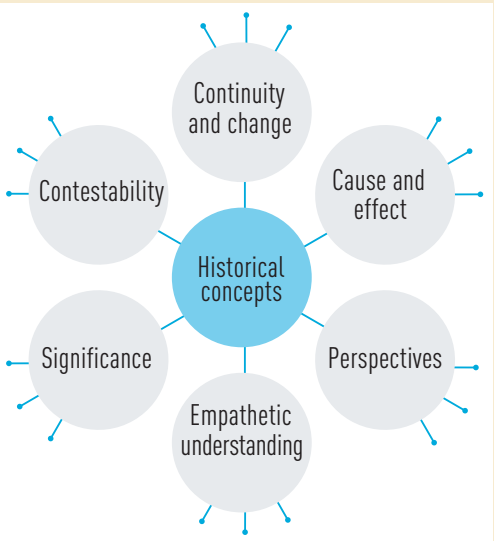 Continuity
and change
Contestability
Cause and
effect
Historical
concepts
Significance
Perspectives
Empathetic
understanding